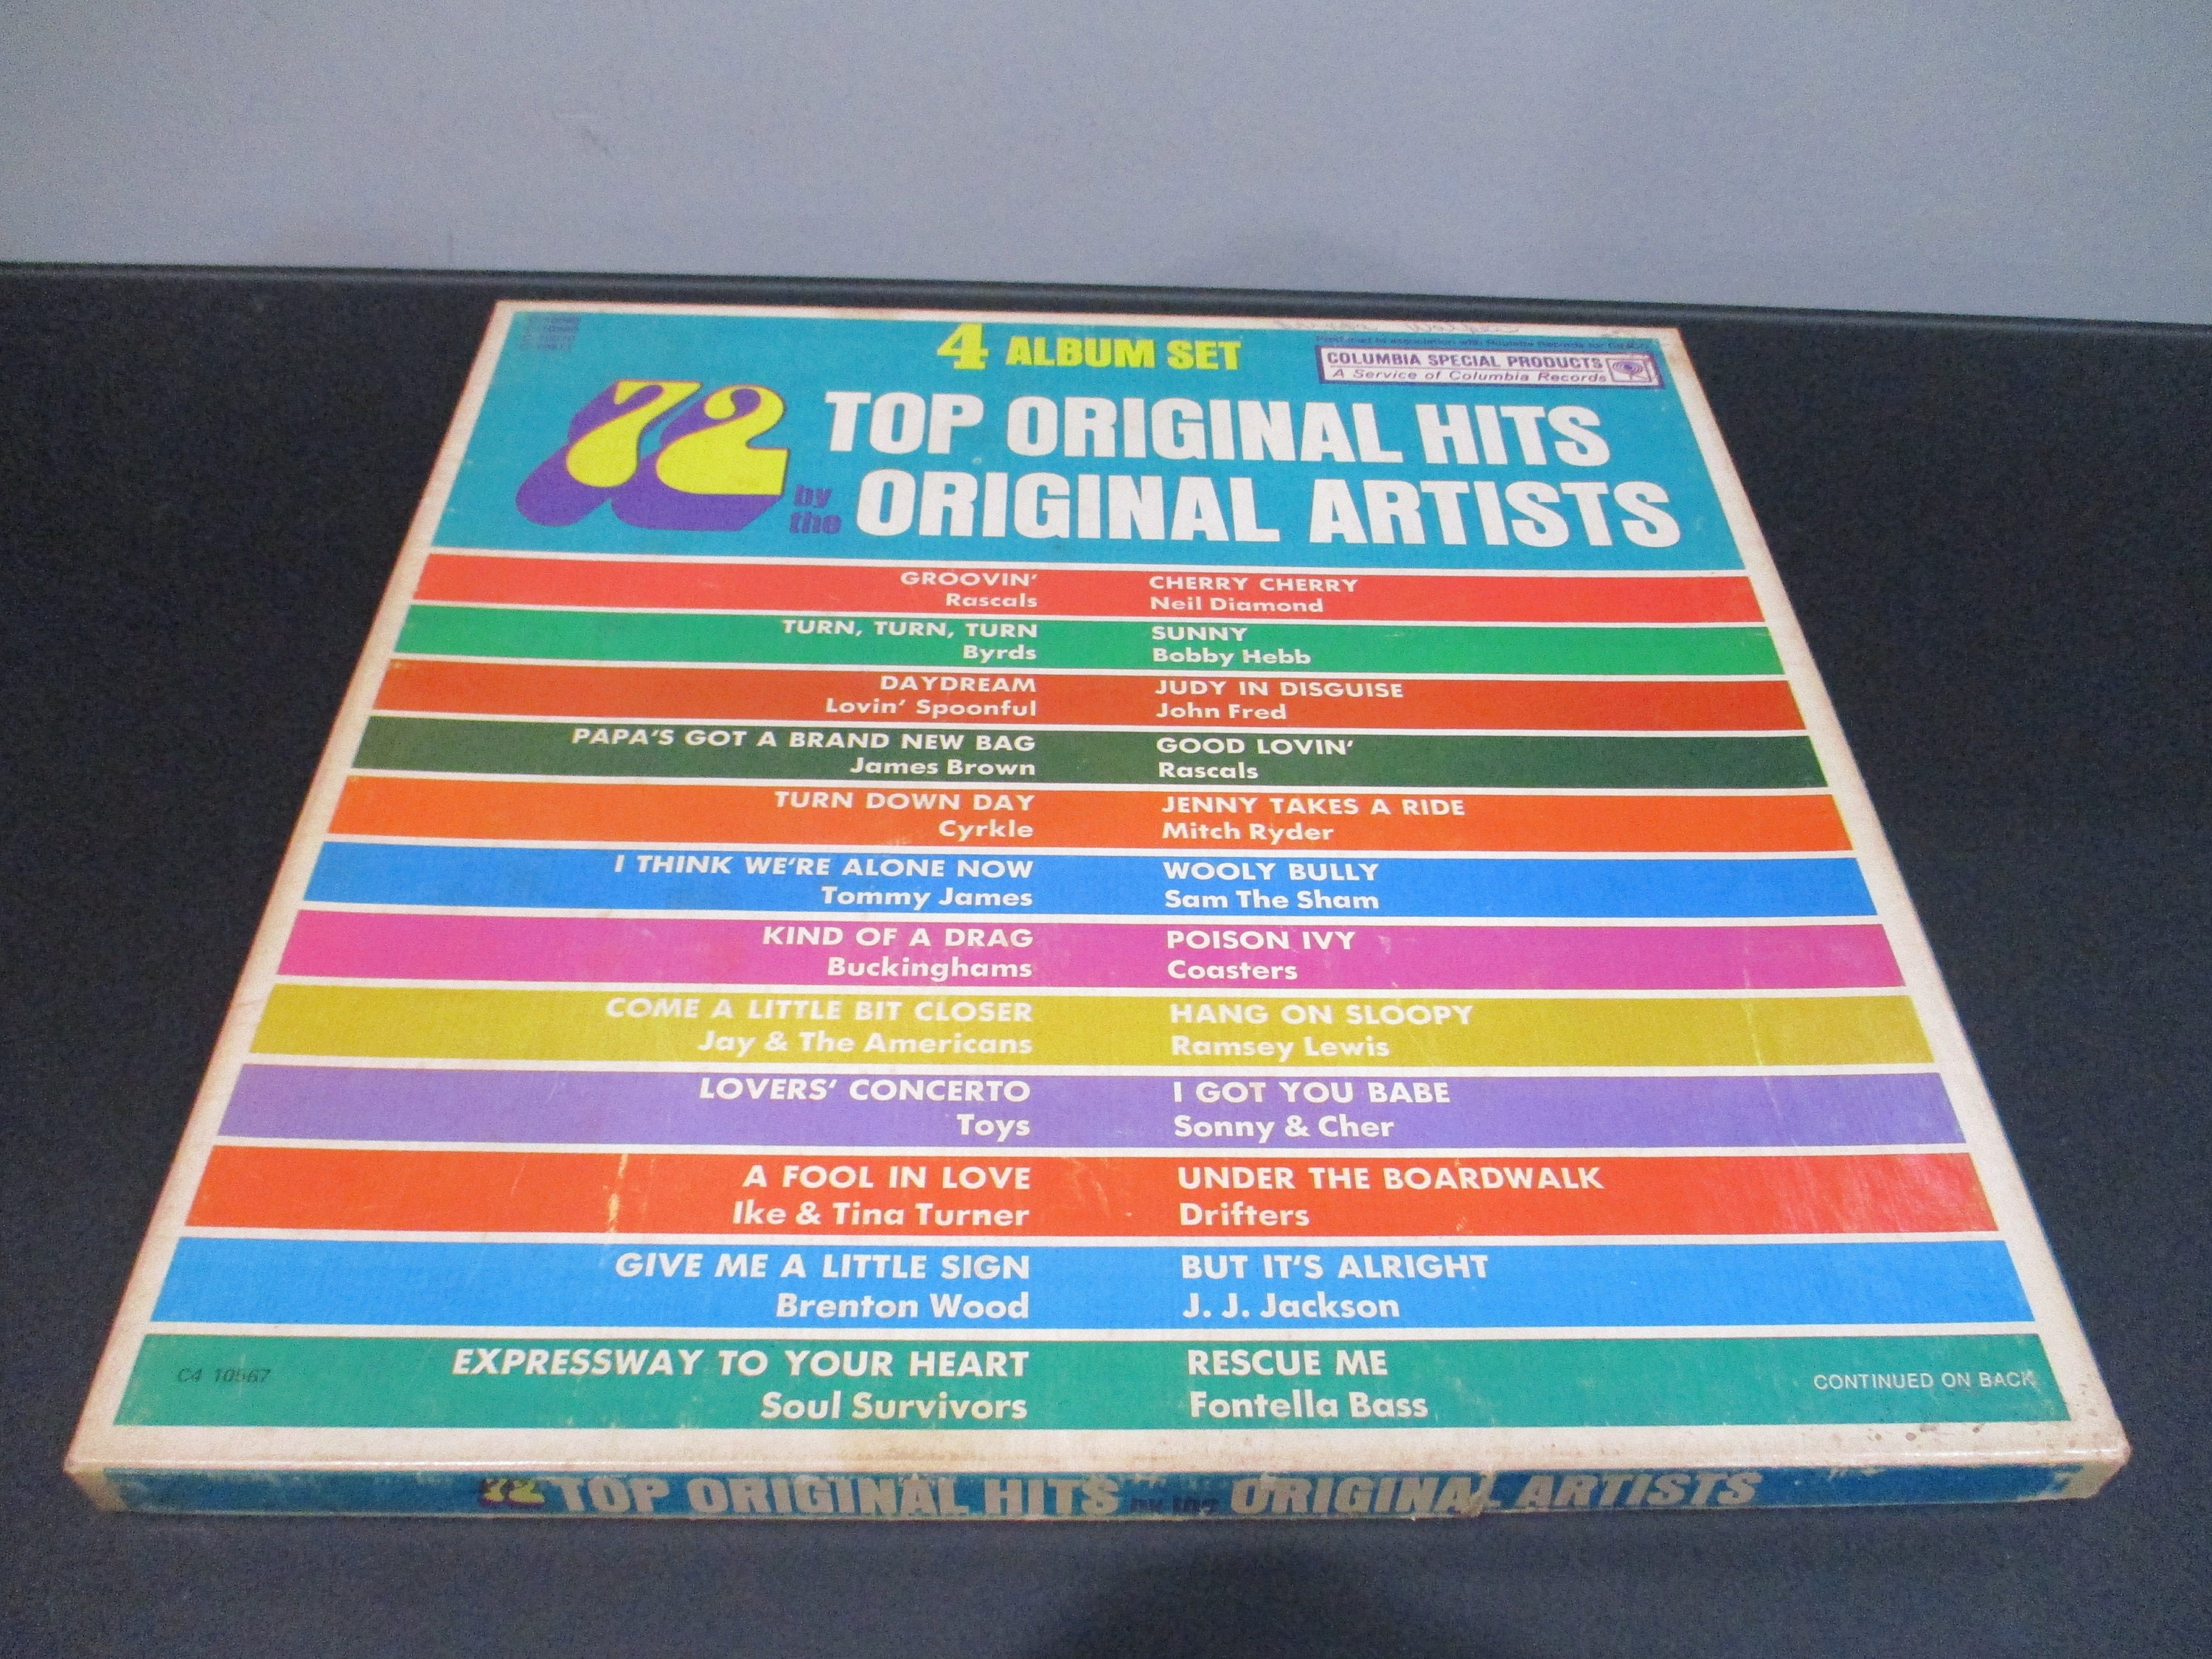 4 ALBUM SET
COLUMBIA SPECIAL PRODUCTS
A Service of Columbia Records
72 TOP ORIGINAL HITS
by the ORIGINAL ARTISTS
GROOVIN'
Rascals
CHERRY CHERRY
Neil Diamond
TURN, TURN, TURN
Byrds
SUNNY
Bobby Hebb
DAYDREAM
Lovin' Spoonful
JUDY IN DISGUISE
John Fred
PAPA'S GOT A BRAND NEW BAG
James Brown
GOOD LOVIN'
Rascals
TURN DOWN DAY
Cyrkle
JENNY TAKES A RIDE
Mitch Ryder
I THINK WE'RE ALONE NOW
Tommy James
WOOLY BULLY
Sam The Sham
KIND OF A DRAG
Buckinghams
POISON IVY
Coasters
COME A LITTLE BIT CLOSER
Jay & The Americans
HANG ON SLOOPY
Ramsey Lewis
LOVERS' CONCERTO
Toys
I GOT YOU BABE
Sonny & Cher
A FOOL IN LOVE
Ike & Tina Turner
UNDER THE BOARDWALK
Drifters
GIVE ME A LITTLE SIGN
Brenton Wood
BUT IT'S ALRIGHT
J. J. Jackson
EXPRESSWAY TO YOUR HEART
Soul Survivors
RESCUE ME
Fontella Bass
C4 10567
CONTINUED ON BACK
72 TOP ORIGINAL HITS by the ORIGINAL ARTISTS